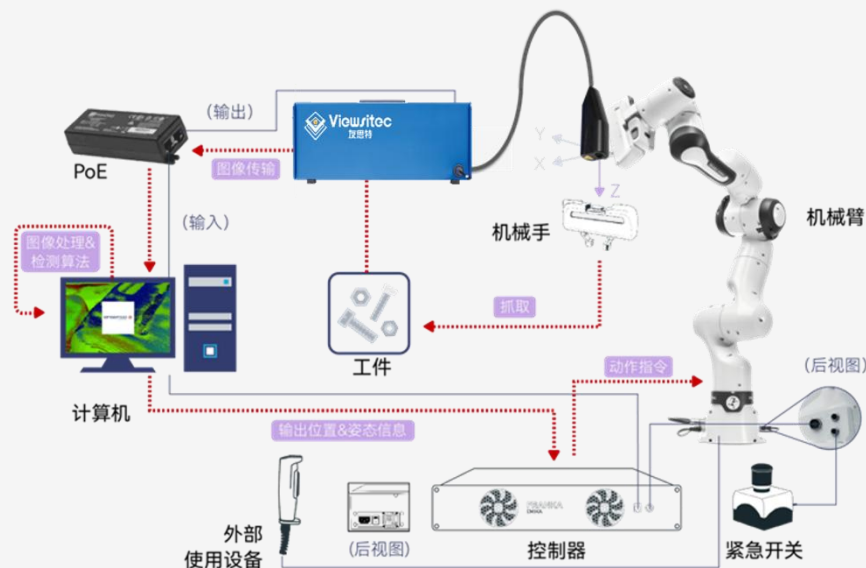 (输出)
Viewsitec
图像传输
PoE
Y
X
Z
机械手
机械臂
(输入)
图像处理&
检测算法
抓取
工件
动作指令
(后视图)
计算机
输出位置&姿态信息
FRANKA
EMIKA
外部
使用设备
(后视图)
控制器
紧急开关